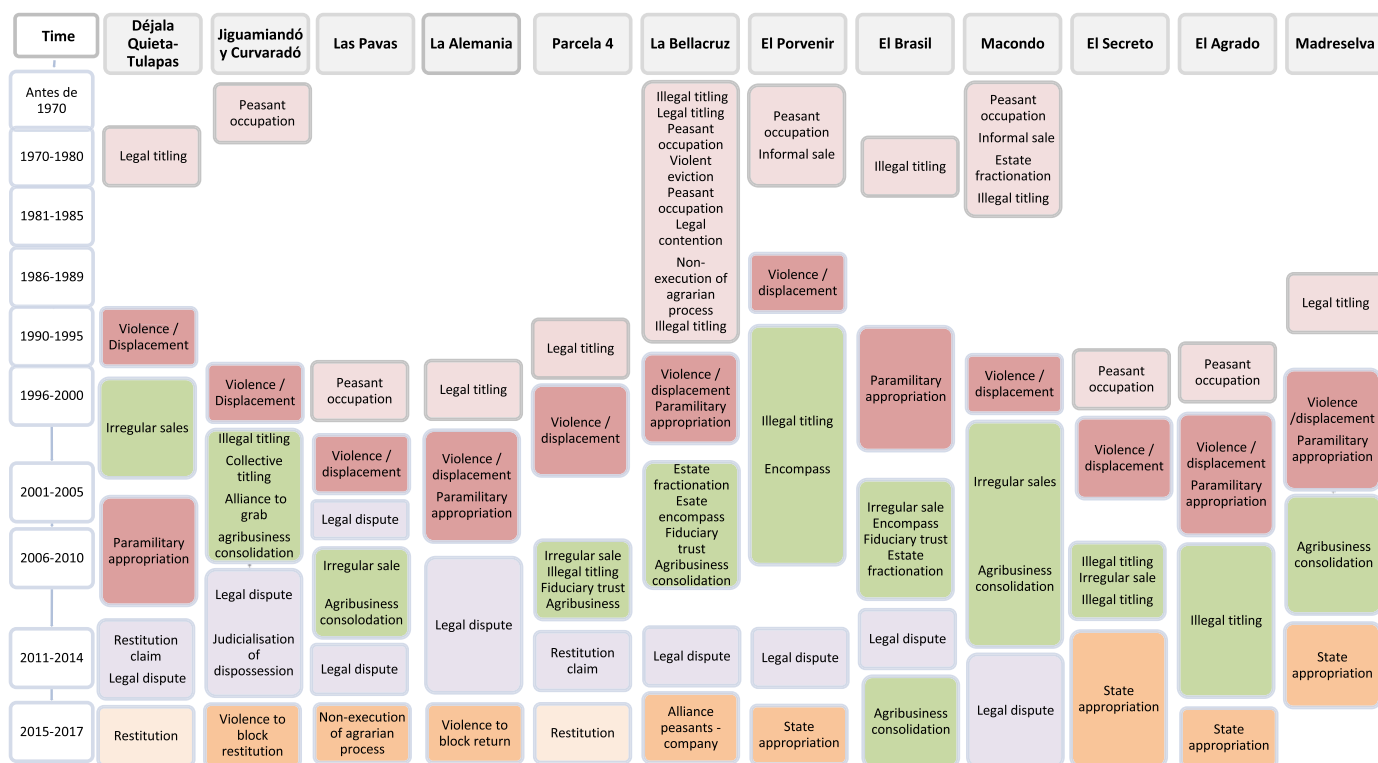 Time
Déjala
Quieta-
Tulapas
Jiguamiandó
y Curvaradó
Las Pavas
La Alemania
Parcela 4
La Bellacruz
El Porvenir
El Brasil
Macondo
El Secreto
El Agrado
Madreselva
Antes de
1970
1970-1980
1981-1985
1986-1989
1990-1995
1996-2000
2001-2005
2006-2010
2011-2014
2015-2017
Legal titling
Violence /
Displacement
Irregular sales
Paramilitary
appropriation
Restitution
claim
Legal dispute
Restitution
Peasant
occupation
Violence /
Displacement
Illegal titling
Collective
titling
Alliance to
grab
agribusiness
consolidation
Legal dispute
Judicialisation
of
dispossession
Violence to
block
restitution
Peasant
occupation
Violence /
displacement
Legal dispute
Irregular sale
Agribusiness
consolodation
Legal dispute
Non-execution
of agrarian
process
Legal titling
Violence /
displacement
Paramilitary
appropriation
Legal dispute
Violence to
block return
Legal titling
Violence /
displacement
Irregular sale
Illegal titling
Fiduciary trust
Agribusiness
Restitution
claim
Restitution
Illegal titling
Legal titling
Peasant
occupation
Violent
eviction
Peasant
occupation
Legal
contention
Non-
execution of
agrarian
process
Illegal titling
Violence /
displacement
Paramilitary
appropriation
Estate
fractionation
Esate
encompass
Fiduciary
trust
Agribusiness
consolidation
Legal dispute
Alliance
peasants -
company
Peasant
occupation
Informal sale
Violence /
displacement
Illegal titling
Encompass
Legal dispute
State
appropriation
Illegal titling
Paramilitary
appropriation
Irregular sale
Encompass
Fiduciary trust
Estate
fractionation
Legal dispute
Agribusiness
consolidation
Peasant
occupation
Informal sale
Estate
fractionation
Illegal titling
Violence /
displacement
Irregular sales
Agribusiness
consolidation
Legal dispute
Peasant
occupation
Violence /
displacement
Illegal titling
Irregular sale
Illegal titling
State
appropriation
Peasant
occupation
Violence /
displacement
Paramilitary
appropriation
Illegal titling
State
appropriation
Legal titling
Violence
/displacement
Paramilitary
appropriation
Agribusiness
consolidation
State
appropriation